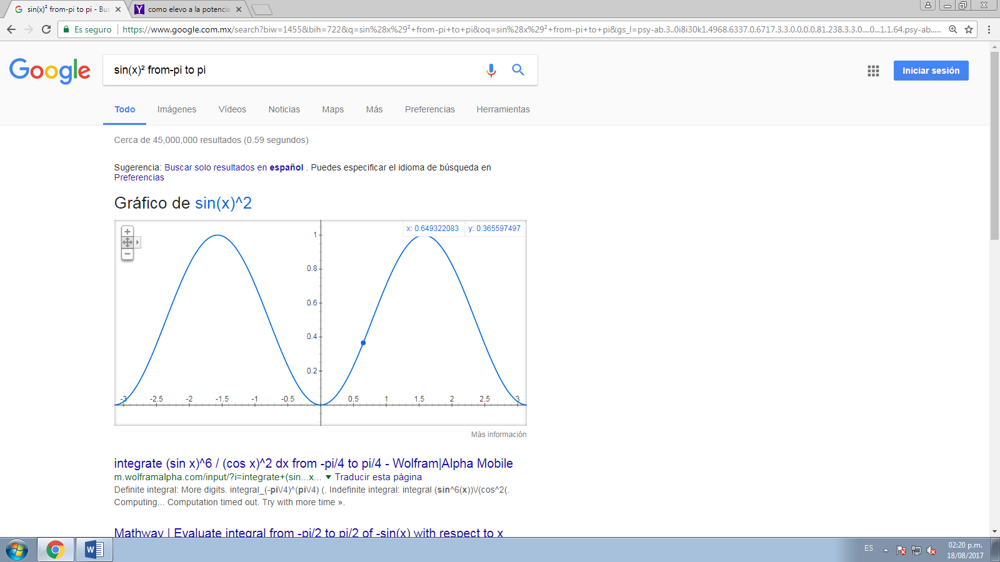 sin(x)² from-pi to pi - Bus
como elevo a la potencia
Es seguro
https://www.google.com.mx/search?biw=1455&bih=722&q=sin%28x%29²+from-pi+to+pi&oq=sin%28x%29²+from-pi+to+pi&gs_l=psy-ab.3..0i8i30k1.4968.6337.0.6717.3.3.0.0.0.0.81.238.3.3.0....0...1.1.64.psy-ab.....
Google
sin(x)² from-pi to pi
Iniciar sesión
Todo Imágenes Vídeos Noticias Maps Más Preferencias Herramientas
Cerca de 45,000,000 resultados (0.59 segundos)
Sugerencia: Buscar solo resultados en español . Puedes especificar el idioma de búsqueda en
Preferencias
Gráfico de sin(x)^2
x: 0.649322083 y: 0.365597497
1
0.8
0.6
0.4
0.2
-3 -2.5 -2 -1.5 -1 -0.5 0.5 1 1.5 2 2.5 3
Más información
integrate (sin x)^6 / (cos x)^2 dx from -pi/4 to pi/4 - Wolfram|Alpha Mobile
m.wolframalpha.com/input/?i=integrate+(sin...x... Traducir esta página
Definite integral: More digits. integral_(-pi\/4)^(pi\/4) (. Indefinite integral: integral (sin^6(x))\/(cos^2(.
Computing... Computation timed out. Try with more time ».
Mathway | Evaluate integral from -pi/2 to pi/2 of -sin(x) with respect to x
W
ES
02:20 p.m.
18/08/2017